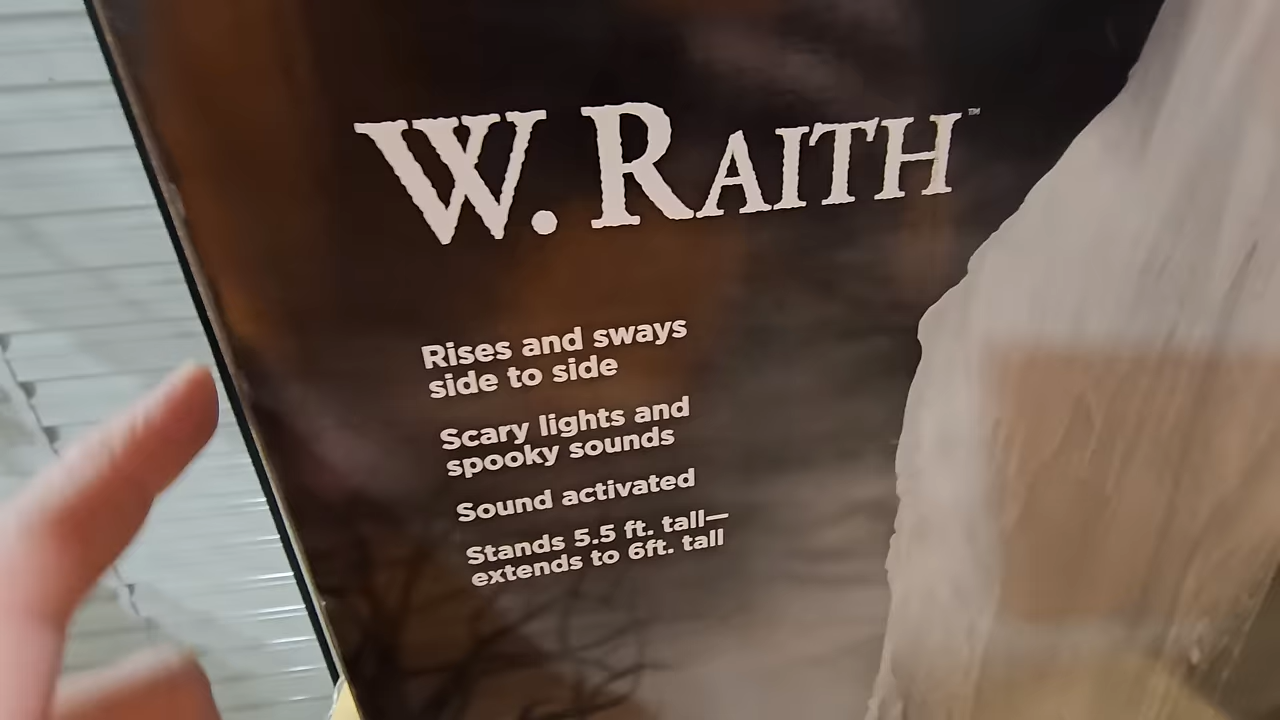 W. RAITH™
Rises and sways
side to side
Scary lights and
spooky sounds
Sound activated
Stands 5.5 ft. tall—
extends to 6ft. tall